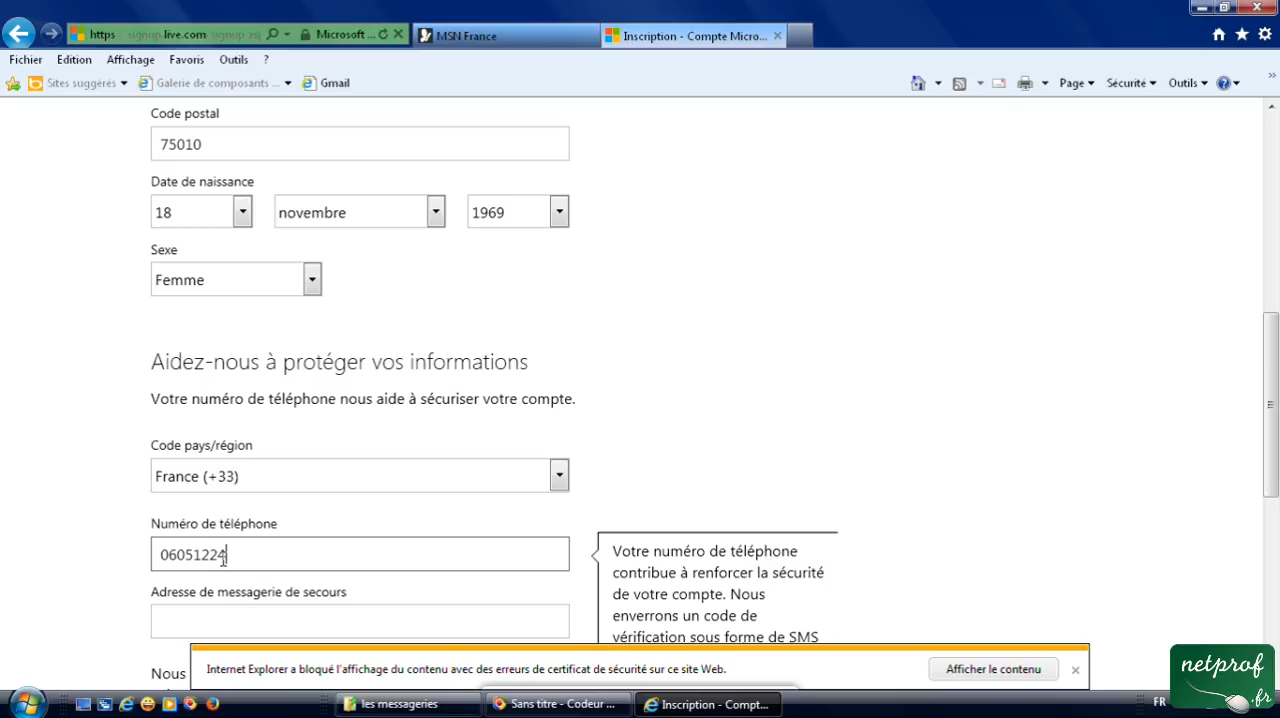 https signup.live.com signup Microsoft ...
MSN France
Inscription - Compte Micro...
Fichier Edition Affichage Favoris Outils ?
Sites suggérés Galerie de composants ... Gmail
Page Sécurité Outils
Code postal
75010
Date de naissance
18 novembre 1969
Sexe
Femme
Aidez-nous à protéger vos informations
Votre numéro de téléphone nous aide à sécuriser votre compte.
Code pays/région
France (+33)
Numéro de téléphone
06051224
Votre numéro de téléphone
contribue à renforcer la sécurité
de votre compte. Nous
enverrons un code de
vérification sous forme de SMS
Adresse de messagerie de secours
Nous
Internet Explorer a bloqué l'affichage du contenu avec des erreurs de certificat de sécurité sur ce site Web.
Afficher le contenu
les messageries
Sans titre - Codeur ...
Inscription - Compt...
FR
netprof
.fr